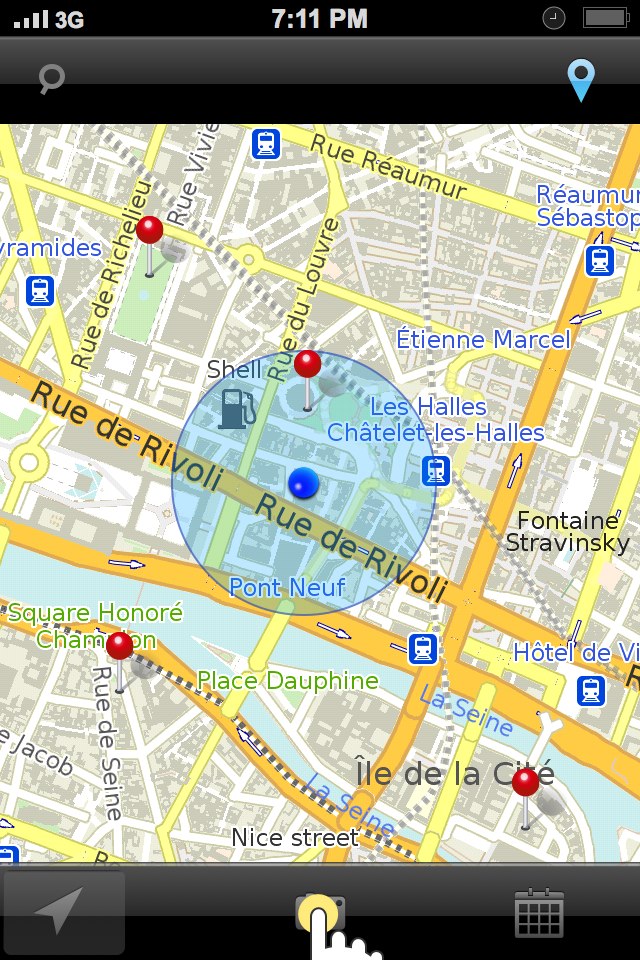 3G
7:11 PM
Rue Réaumur
Rue Vivie
Rue de Richelieu
Réaumur
Sébastop
yramides
Rue du Louvre
Étienne Marcel
Shell
Les Halles
Châtelet-les-Halles
Rue de Rivoli
Rue de Rivoli
Fontaine
Stravinsky
Pont Neuf
Square Honoré
Champion
Hôtel de Vi
R
Place Dauphine
Rue de Seine
La Seine
e Jacob
Île de la Cité
La Seine
Nice street
R